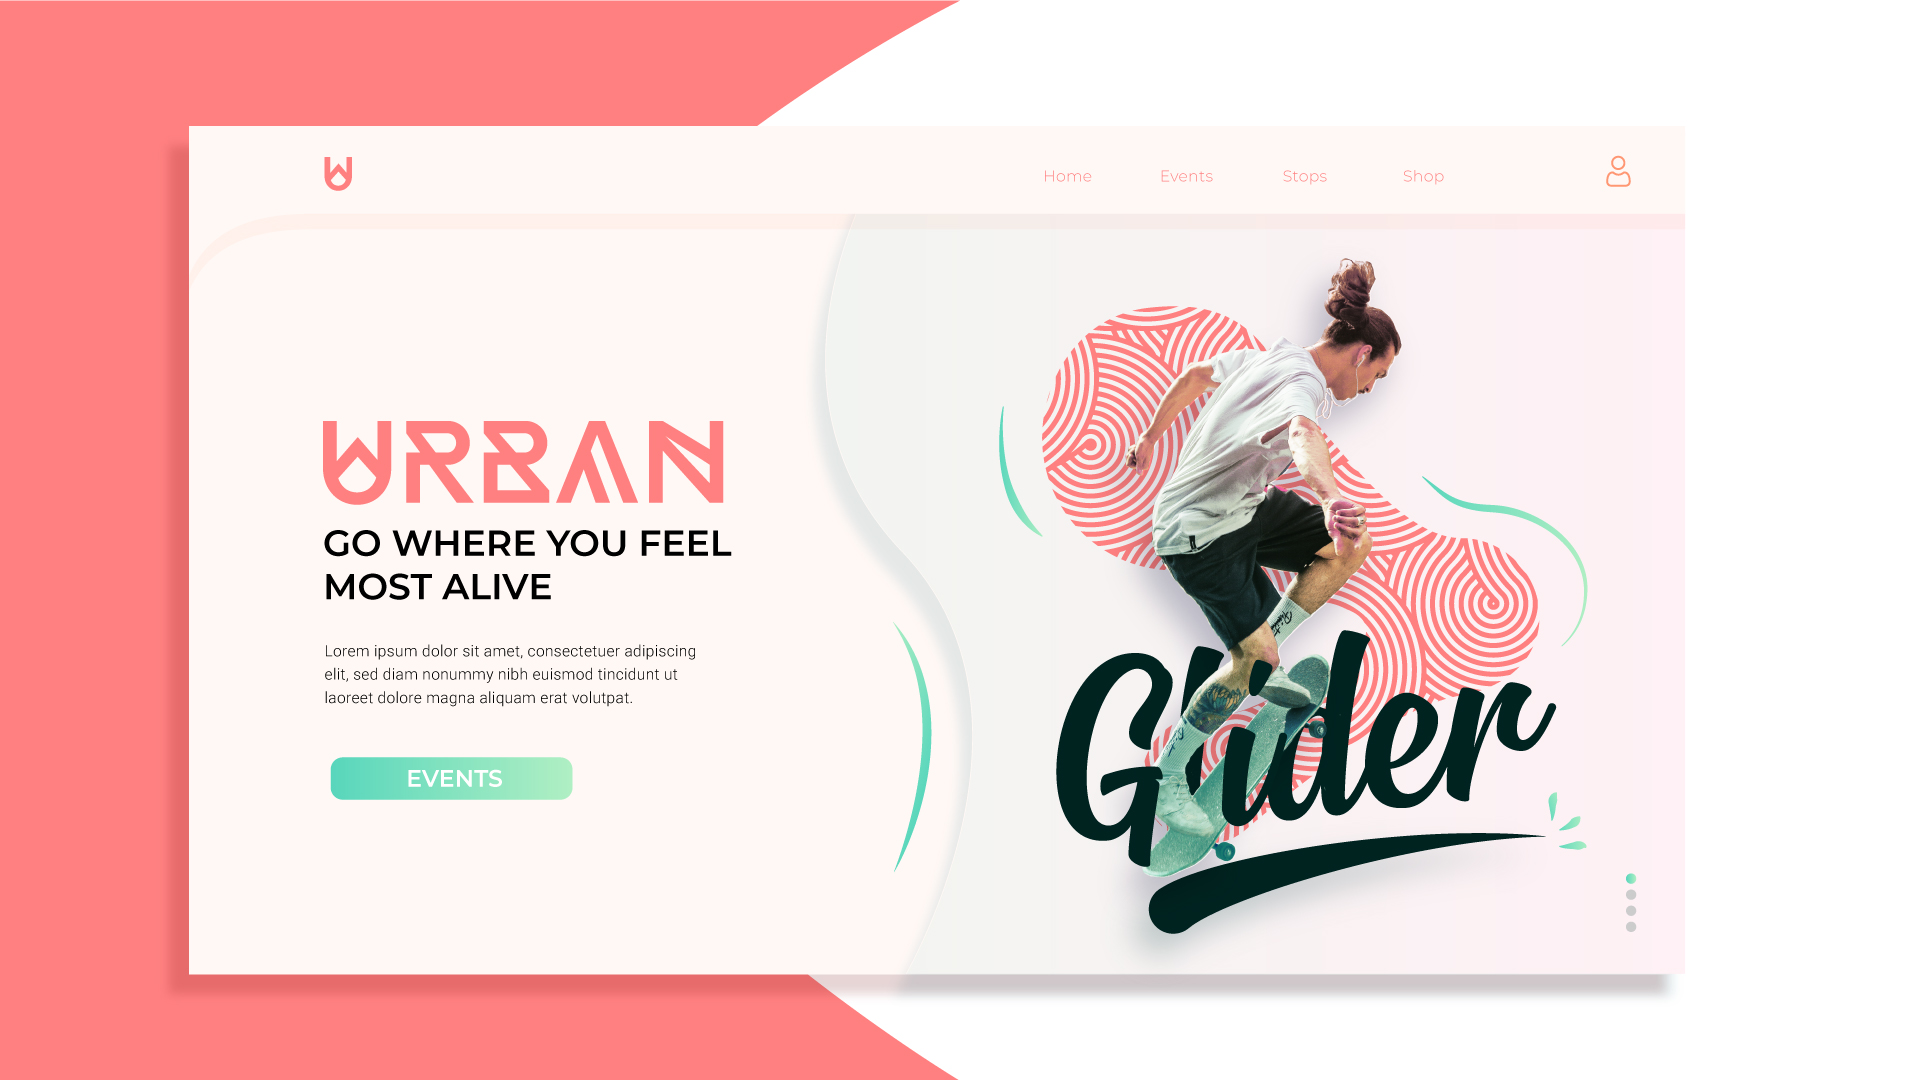 Home Events Stops Shop
URBAN
GO WHERE YOU FEEL
MOST ALIVE
Lorem ipsum dolor sit amet, consectetuer adipiscing
elit, sed diam nonummy nibh euismod tincidunt ut
laoreet dolore magna aliquam erat volutpat.
EVENTS
Glider